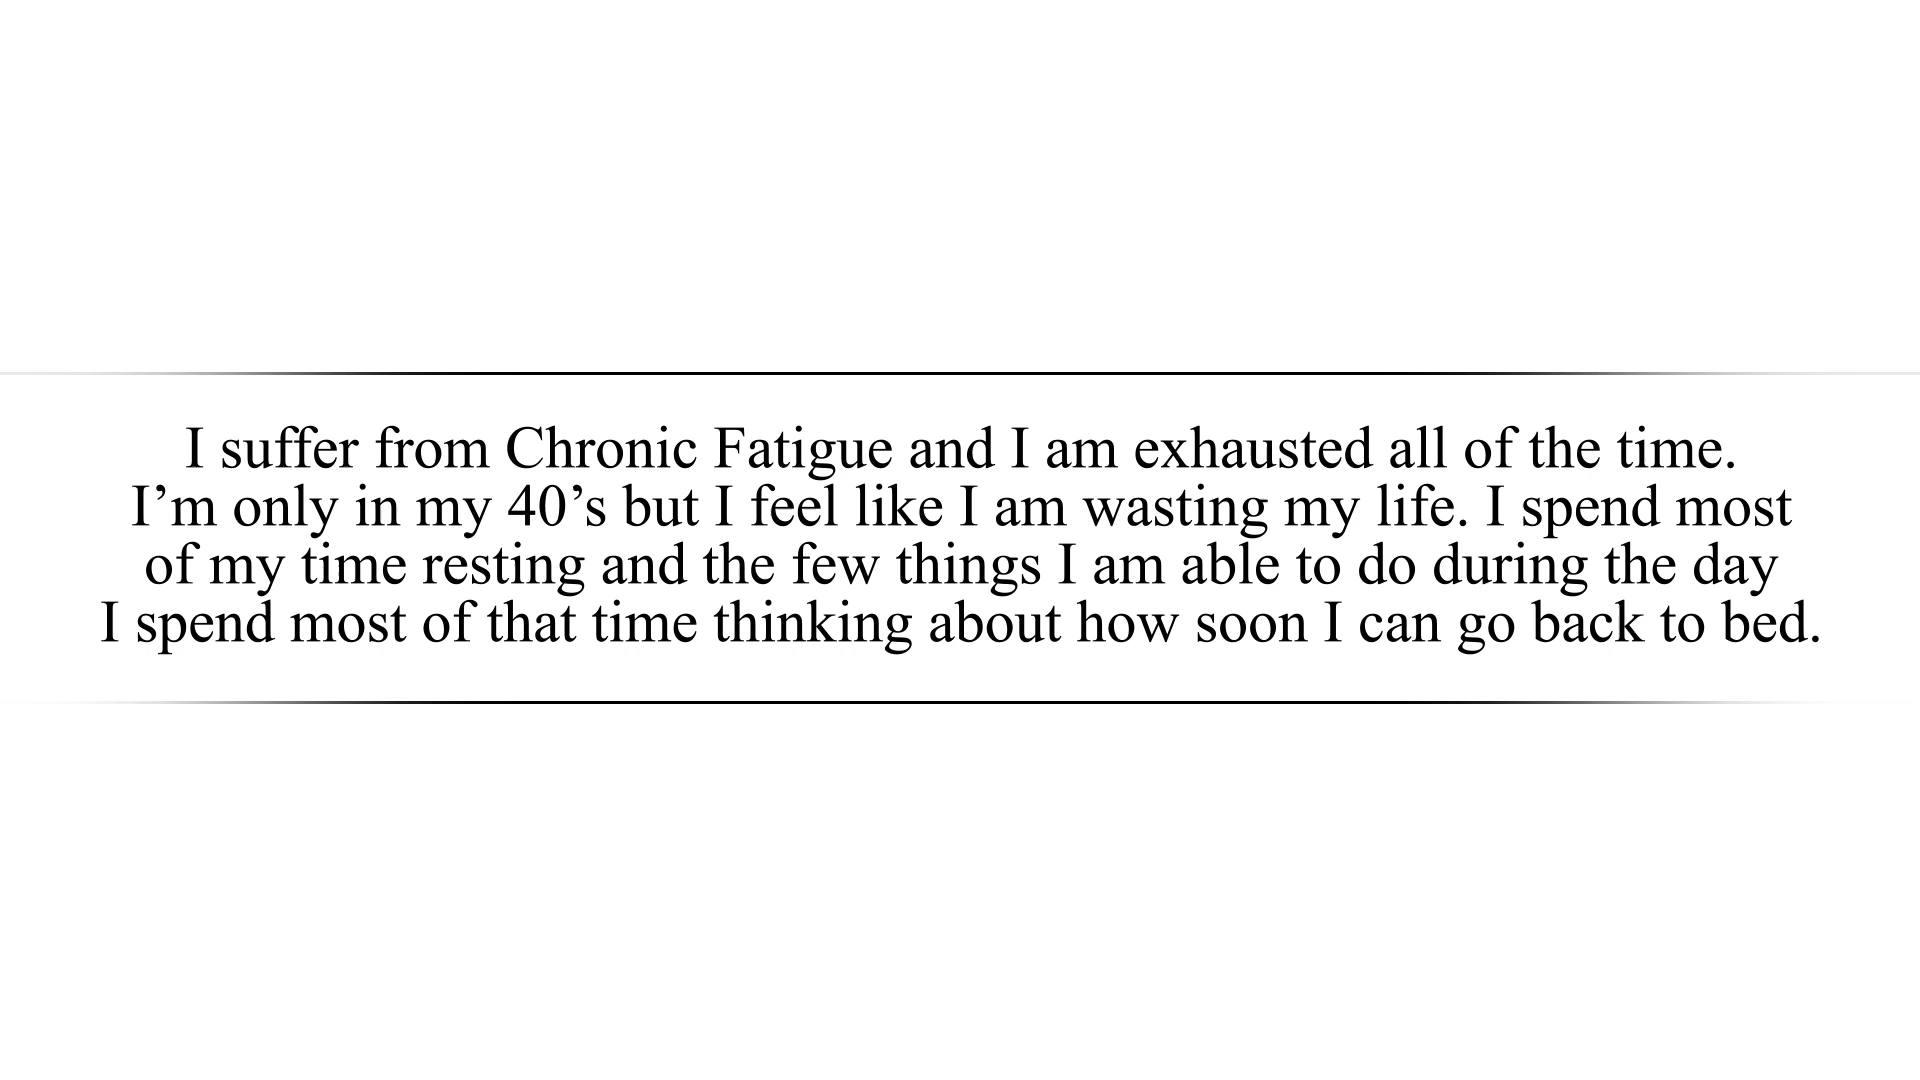 I suffer from Chronic Fatigue and I am exhausted all of the time.
I’m only in my 40’s but I feel like I am wasting my life. I spend most
of my time resting and the few things I am able to do during the day
I spend most of that time thinking about how soon I can go back to bed.